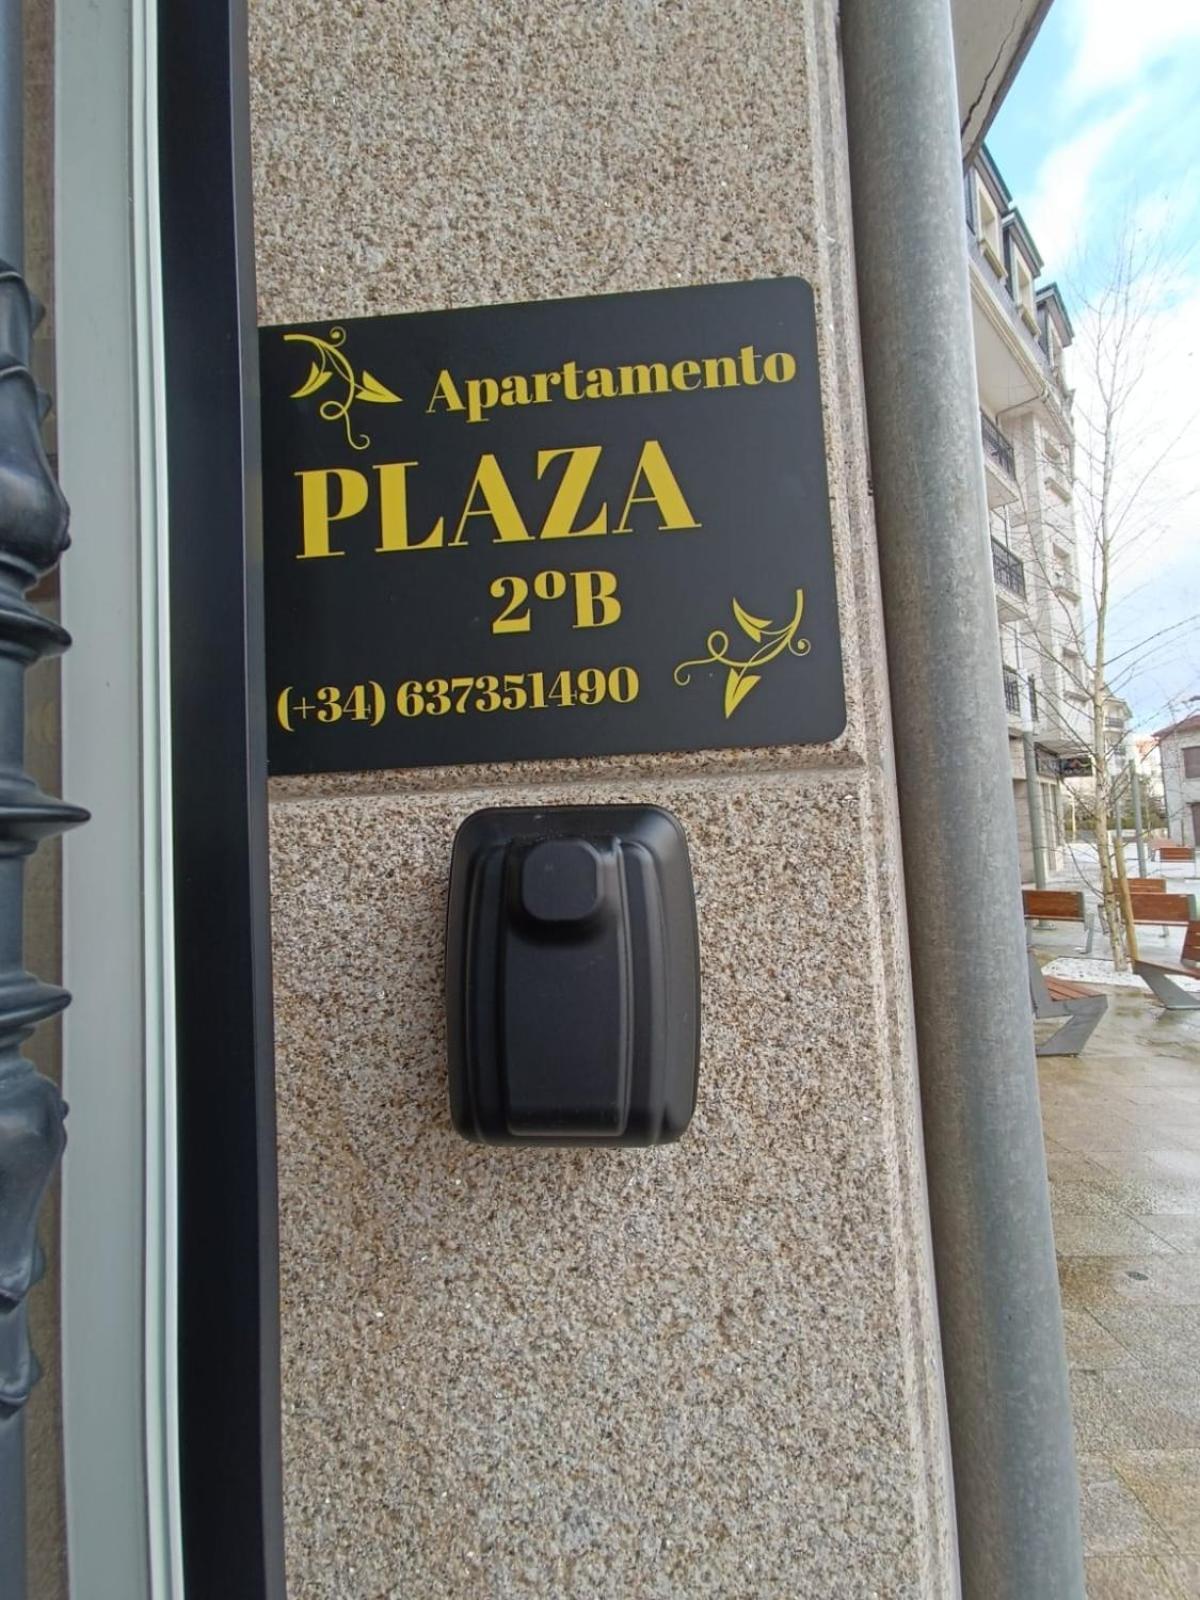 Apartamento
PLAZA
2ºB
(+34) 637351490